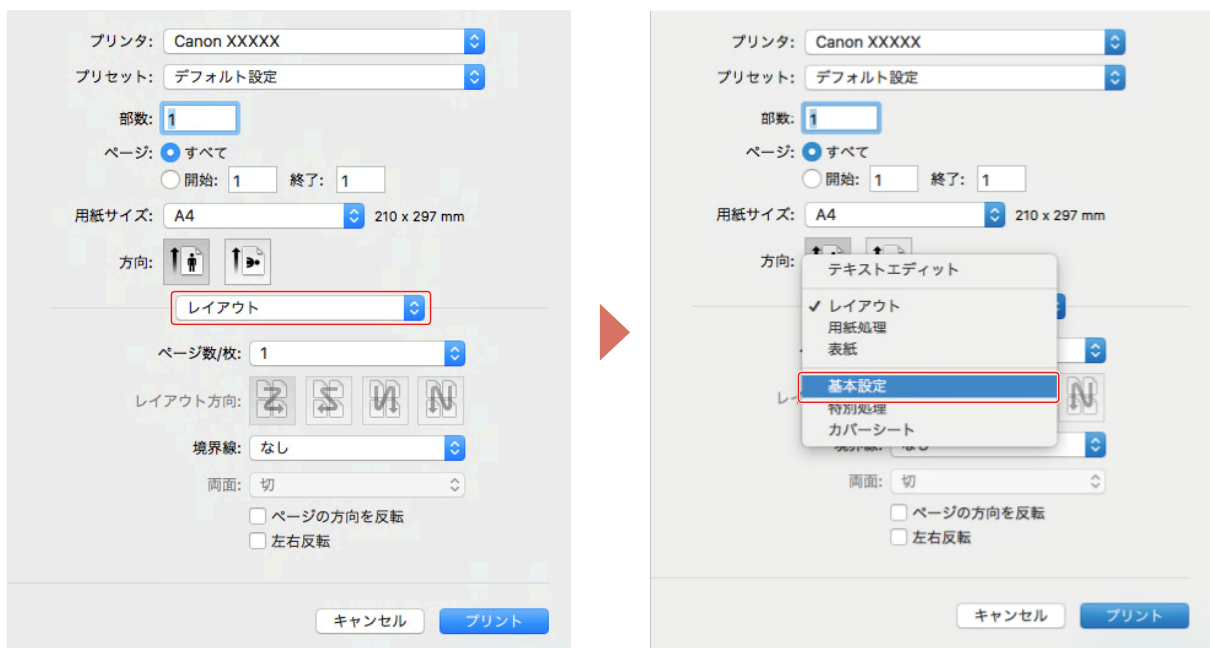 プリンタ: Canon XXXXX
プリセット: デフォルト設定
部数: 1
ページ: すべて
開始: 1 終了: 1
用紙サイズ: A4 210 x 297 mm
方向:
レイアウト
ページ数/枚: 1
レイアウト方向:
境界線: なし
両面: 切
ページの方向を反転
左右反転
キャンセル プリント
プリンタ: Canon XXXXX
プリセット: デフォルト設定
部数: 1
ページ: すべて
開始: 1 終了: 1
用紙サイズ: A4 210 x 297 mm
方向:
テキストエディット
✓ レイアウト
用紙処理
表紙
基本設定
特別処理
カバーシート
両面: 切
ページの方向を反転
左右反転
キャンセル プリント